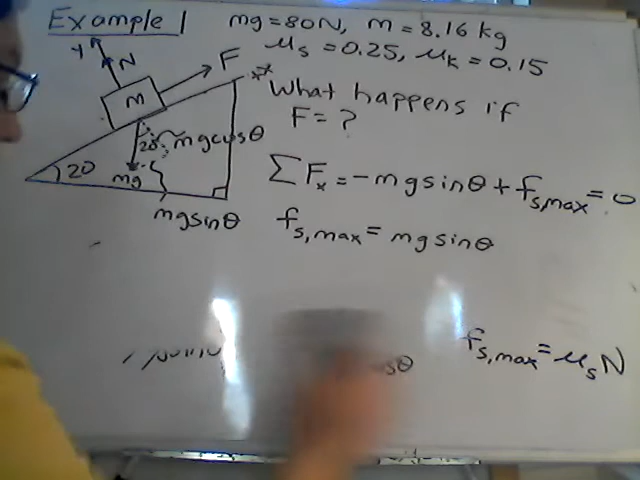 Example 1 mg = 80N, m = 8.16 kg
μs = 0.25, μk = 0.15
Y N F x
m
What happens if
F = ?
20 mgcosθ
20 mg
mgsinθ
ΣFx = -mgsinθ + fs,max = 0
fs,max = mgsinθ
fs,max = μsN
sθ